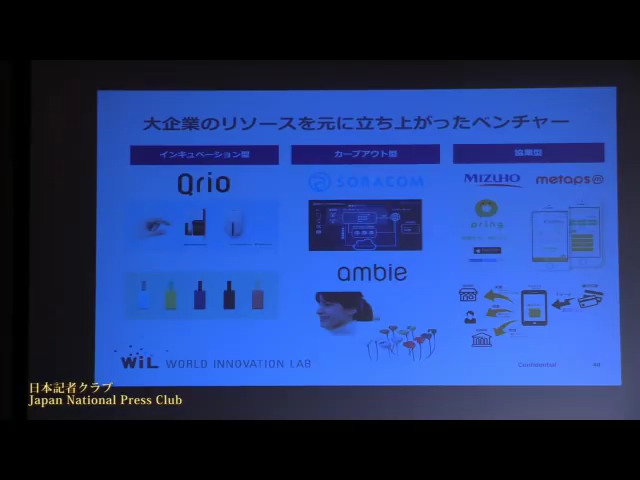 大企業のリソースを元に立ち上がったベンチャー
インキュベーション型
カーブアウト型
協業型
Qrio
SORACOM
MIZUHO
metaps
pring
ambie
WiL WORLD INNOVATION LAB
Confidential
日本記者クラブ
Japan National Press Club